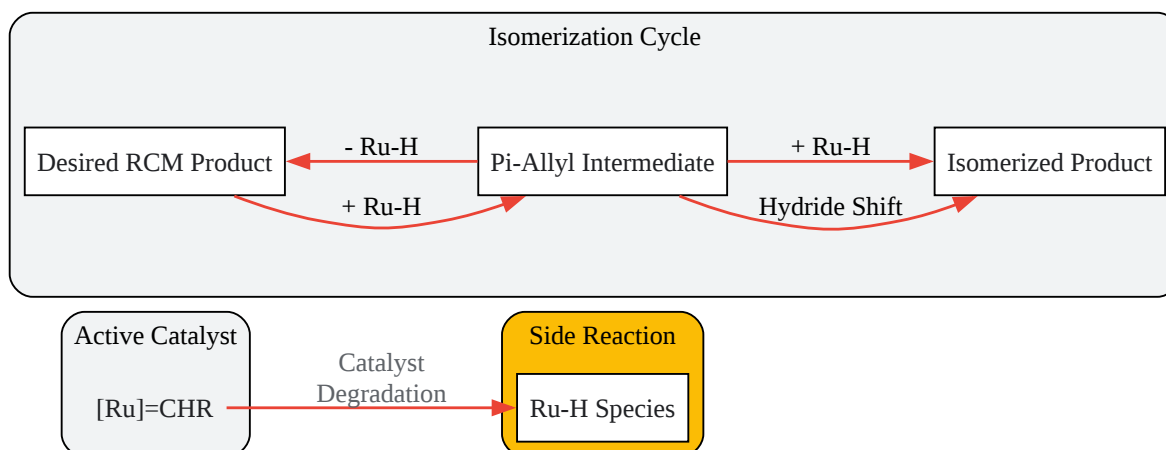 Isomerization Cycle
Desired RCM Product
- Ru-H
+ Ru-H
Pi-Allyl Intermediate
+ Ru-H
Hydride Shift
Isomerized Product
Active Catalyst
[Ru]=CHR
Catalyst
Degradation
Side Reaction
Ru-H Species